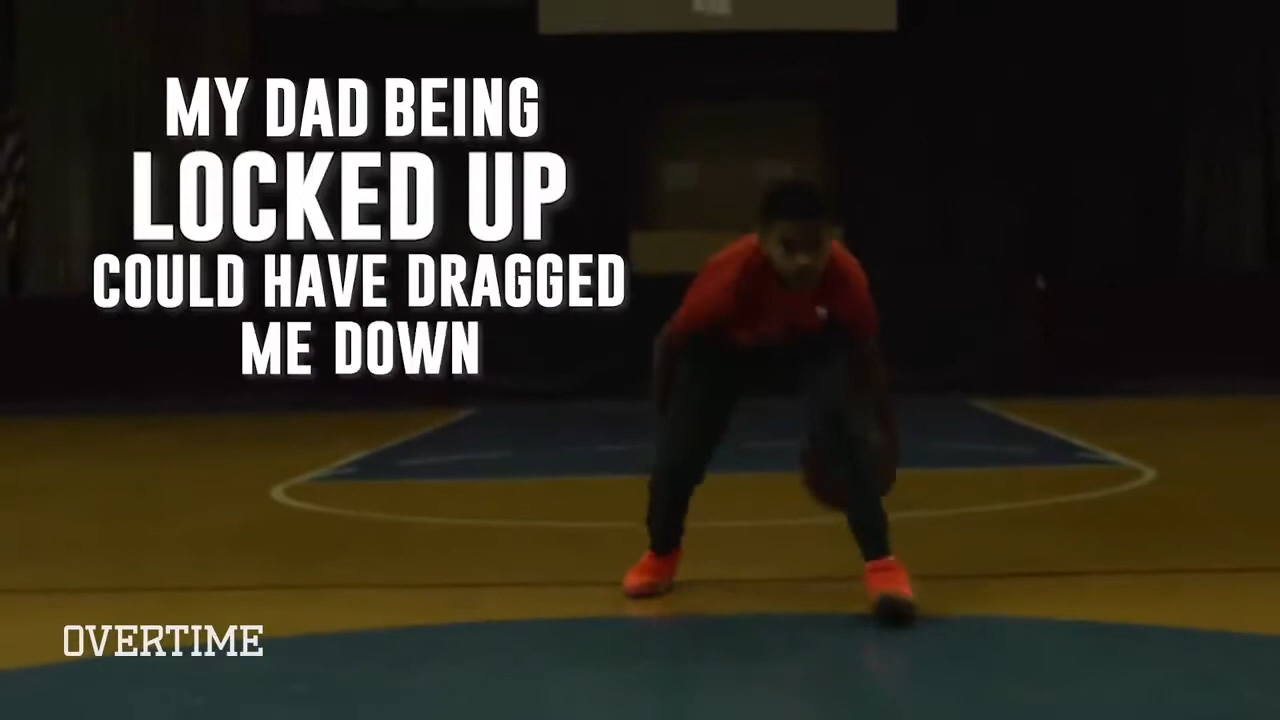 MY DAD BEING
LOCKED UP
COULD HAVE DRAGGED
ME DOWN
OVERTIME